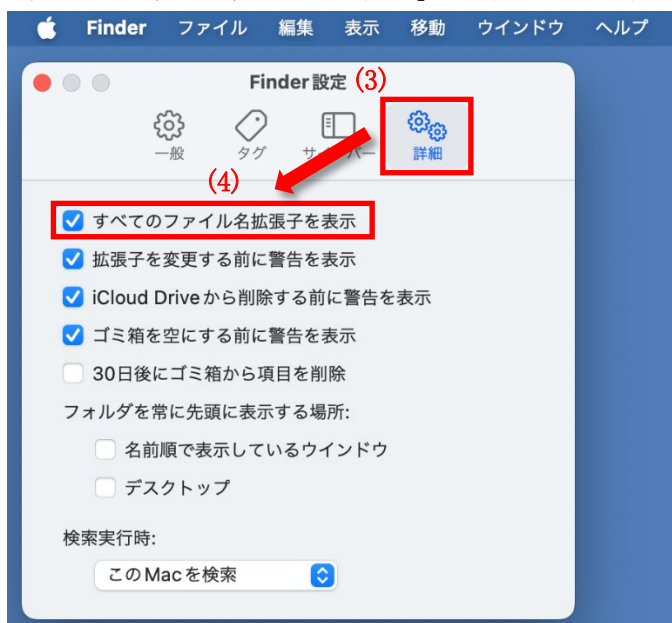 Finder ファイル 編集 表示 移動 ウインドウ ヘルプ
Finder設定 (3)
一般 タグ サイドバー 詳細
(4)
すべてのファイル名拡張子を表示
拡張子を変更する前に警告を表示
iCloud Driveから削除する前に警告を表示
ゴミ箱を空にする前に警告を表示
30日後にゴミ箱から項目を削除
フォルダを常に先頭に表示する場所:
名前順で表示しているウインドウ
デスクトップ
検索実行時:
このMacを検索